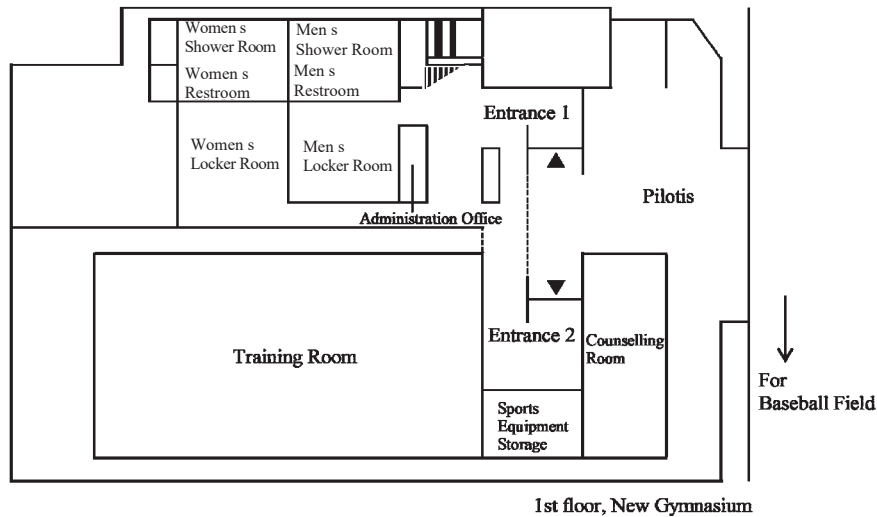 Women s
Shower Room
Men s
Shower Room
Women s
Restroom
Men s
Restroom
Entrance 1
Women s
Locker Room
Men s
Locker Room
Pilotis
Administration Office
Entrance 2
Counselling
Room
Training Room
For
Baseball Field
Sports
Equipment
Storage
1st floor, New Gymnasium